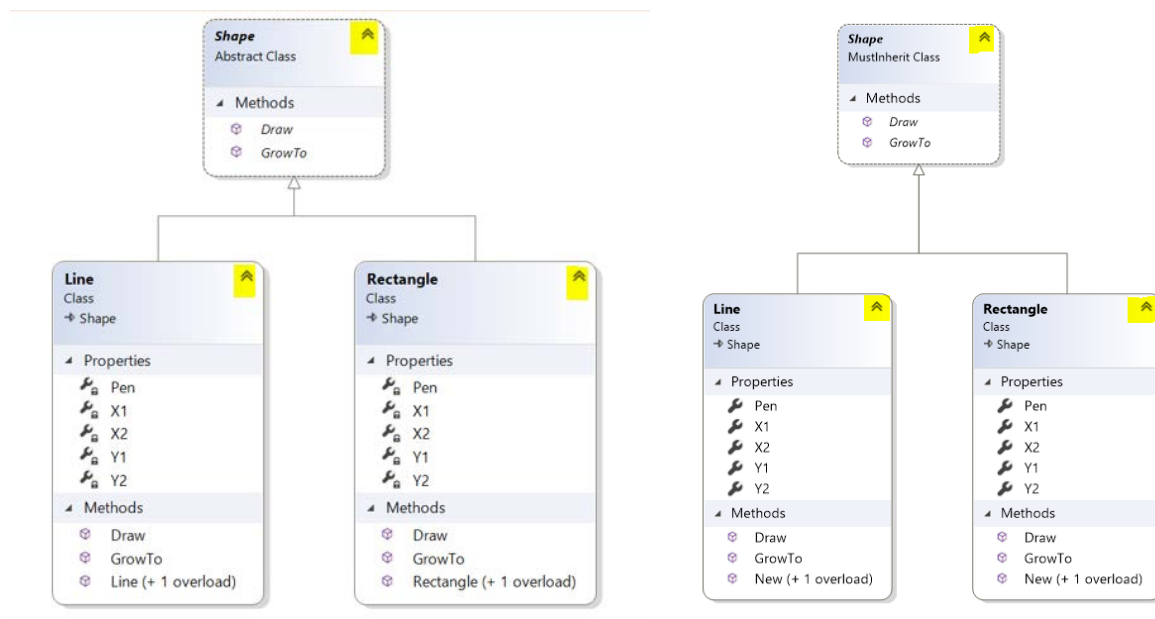 Shape
Abstract Class
Methods
Draw
GrowTo
Line
Class
Shape
Properties
Pen
X1
X2
Y1
Y2
Methods
Draw
GrowTo
Line (+ 1 overload)
Rectangle
Class
Shape
Properties
Pen
X1
X2
Y1
Y2
Methods
Draw
GrowTo
Rectangle (+ 1 overload)
Shape
MustInherit Class
Methods
Draw
GrowTo
Line
Class
Shape
Properties
Pen
X1
X2
Y1
Y2
Methods
Draw
GrowTo
New (+ 1 overload)
Rectangle
Class
Shape
Properties
Pen
X1
X2
Y1
Y2
Methods
Draw
GrowTo
New (+ 1 overload)